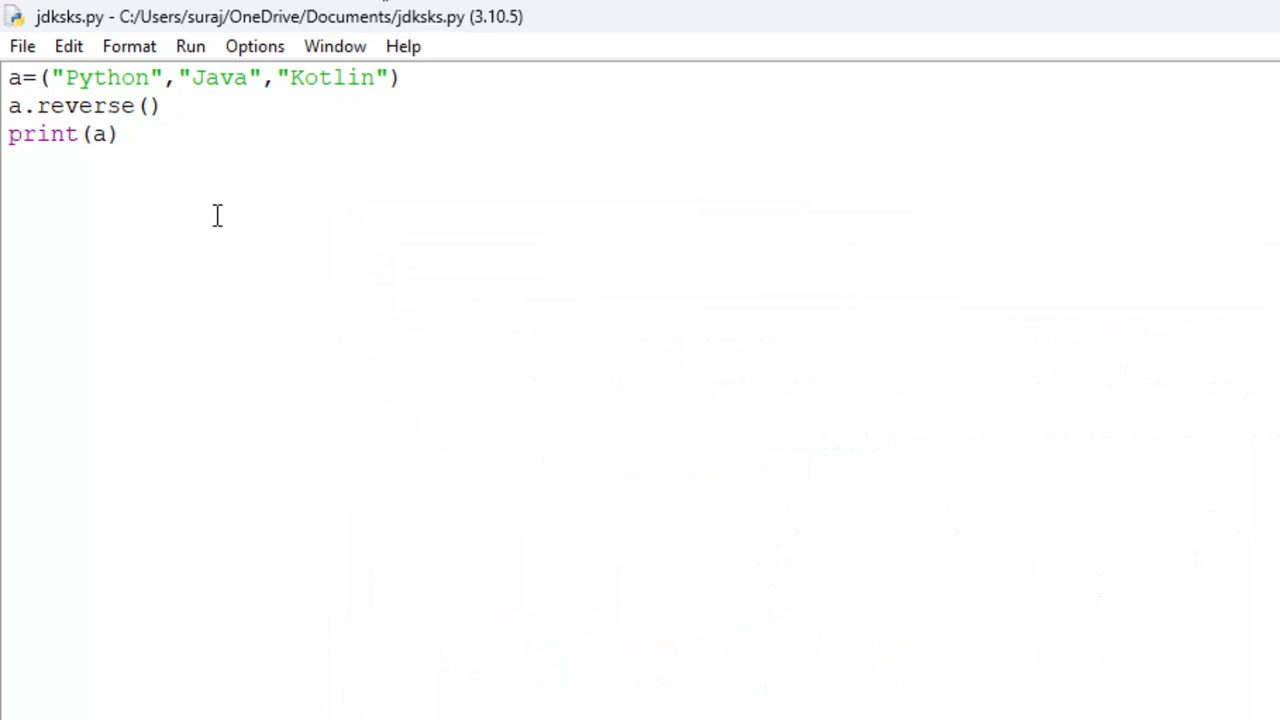 jdksks.py - C:/Users/suraj/OneDrive/Documents/jdksks.py (3.10.5)
File Edit Format Run Options Window Help
a=("Python","Java","Kotlin")
a.reverse()
print(a)